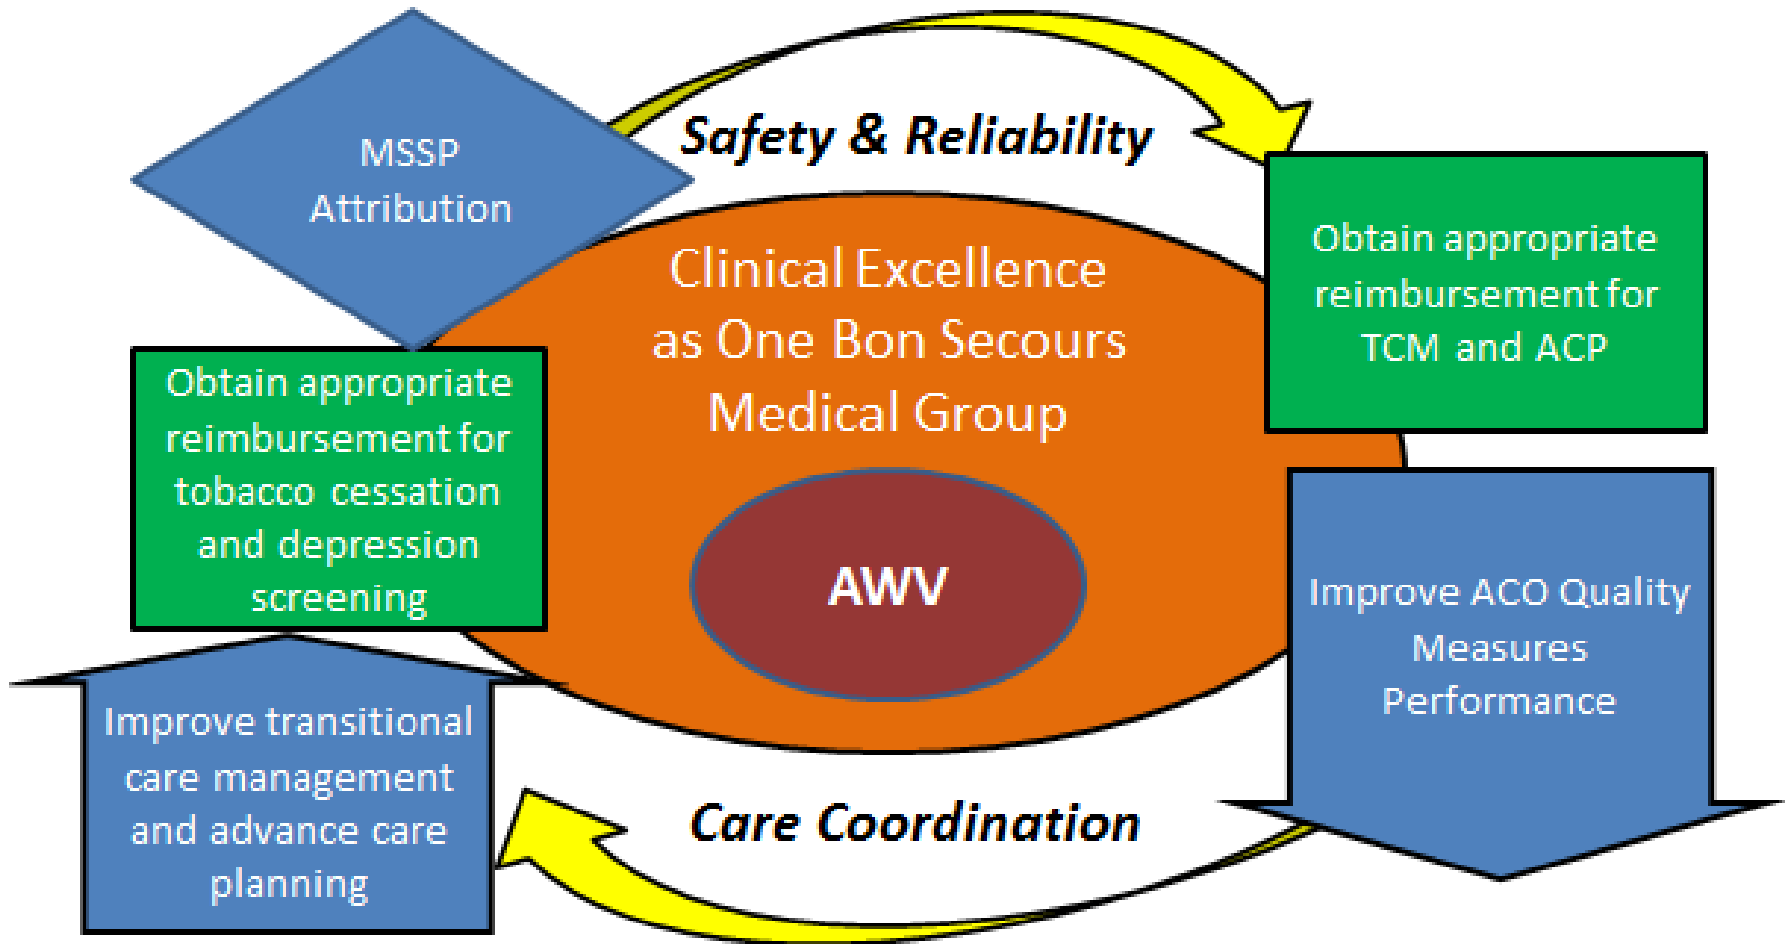 MSSP
Attribution
Safety & Reliability
Clinical Excellence
as One Bon Secours
Medical Group
Obtain appropriate
reimbursement for
TCM and ACP
Obtain appropriate
reimbursement for
tobacco cessation
and depression
screening
AWV
Improve ACO Quality
Measures
Performance
Improve transitional
care management
and advance care
planning
Care Coordination